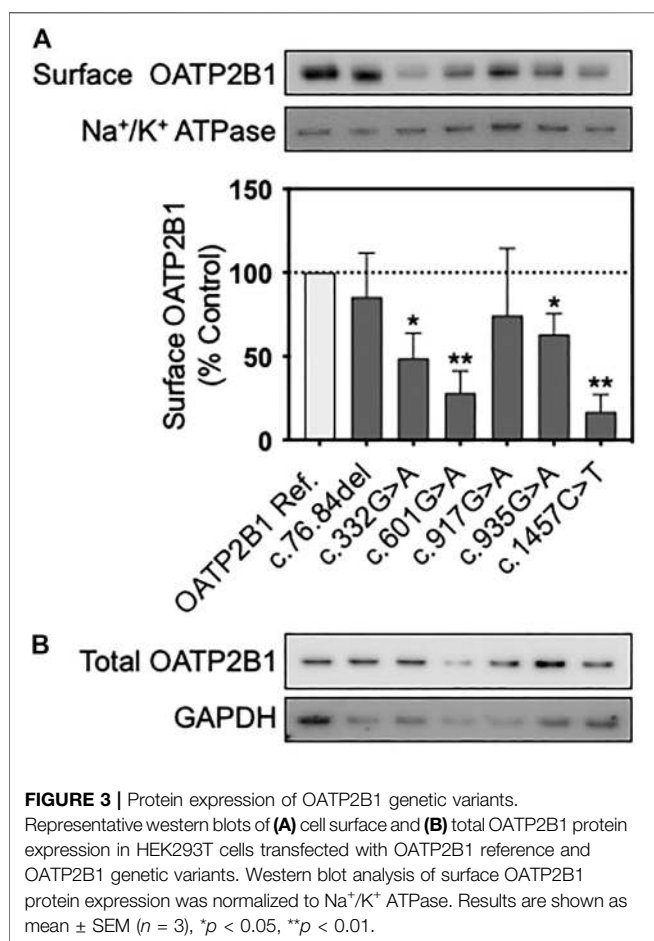 A
Surface OATP2B1
Na⁺/K⁺ ATPase
150
100
50
0
Surface OATP2B1
(% Control)
*
**
*
**
OATP2B1 Ref.
c.76.84del
c.332G>A
c.601G>A
c.917G>A
c.935G>A
c.1457C>T
B
Total OATP2B1
GAPDH
FIGURE 3 | Protein expression of OATP2B1 genetic variants.
Representative western blots of (A) cell surface and (B) total OATP2B1 protein
expression in HEK293T cells transfected with OATP2B1 reference and
OATP2B1 genetic variants. Western blot analysis of surface OATP2B1
protein expression was normalized to Na⁺/K⁺ ATPase. Results are shown as
mean ± SEM (n = 3), *p < 0.05, **p < 0.01.